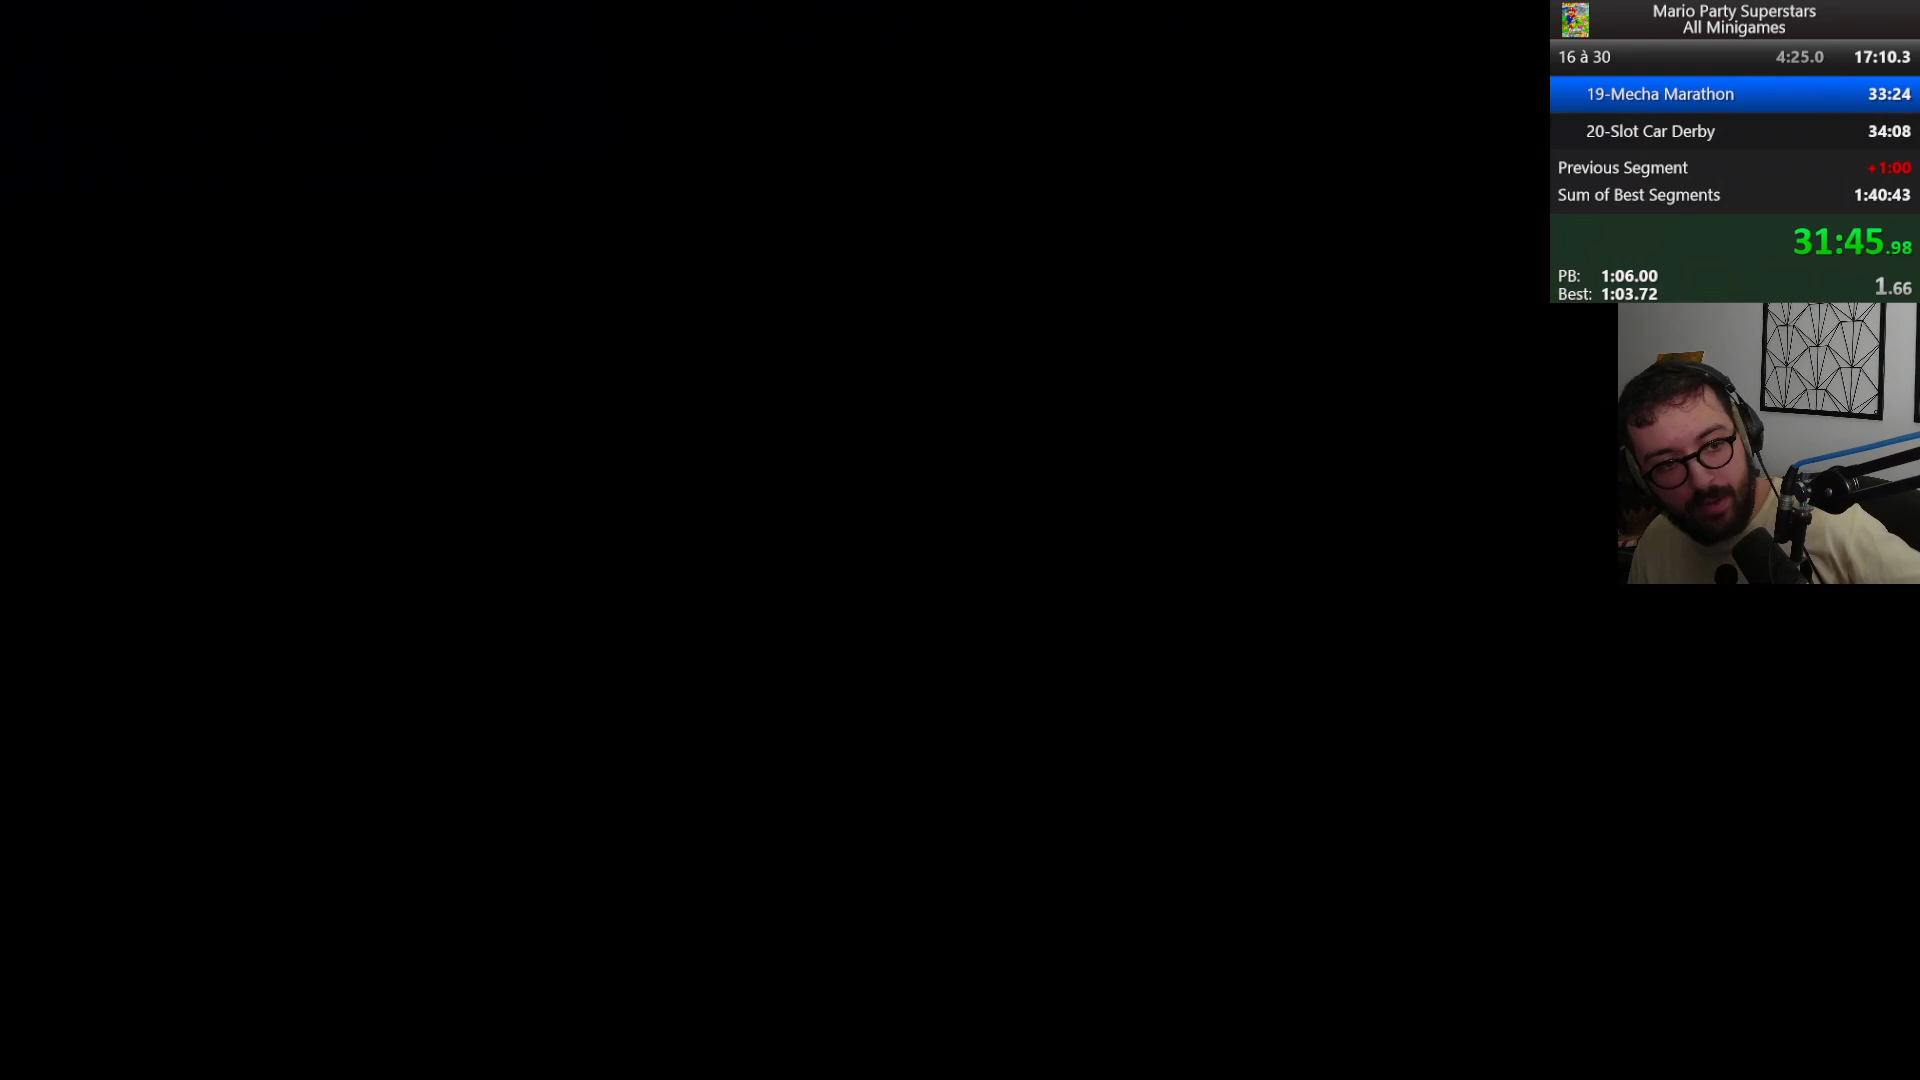 Mario Party Superstars
All Minigames
16 à 30 4:25.0 17:10.3
19-Mecha Marathon 33:24
20-Slot Car Derby 34:08
Previous Segment +1:00
Sum of Best Segments 1:40:43
31:45.98
PB: 1:06.00
Best: 1:03.72
1.66